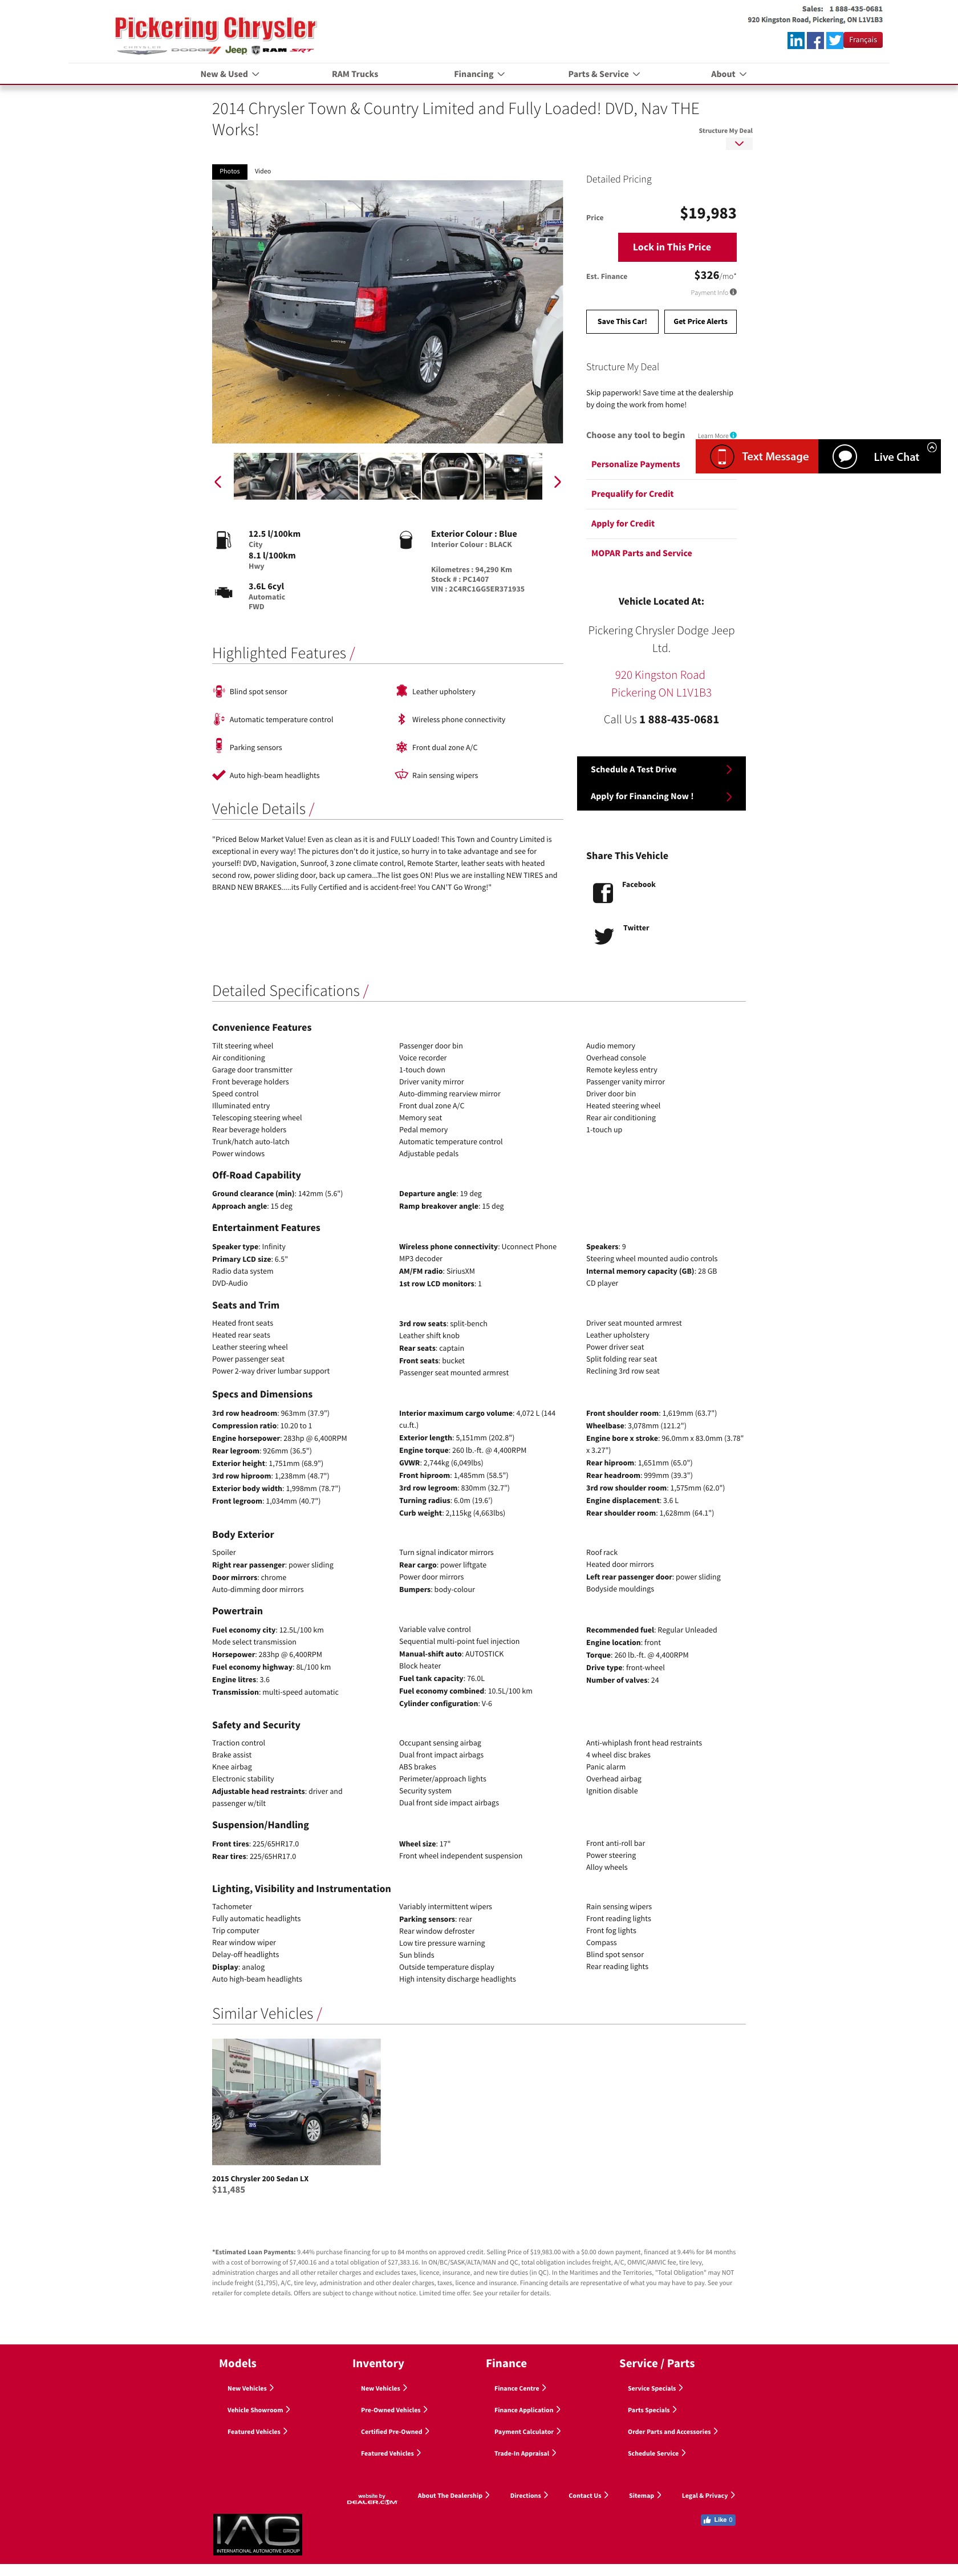 Pickering Chrysler
CHRYSLER DODGE Jeep RAM SRT
Sales: 1 888-435-0681
920 Kingston Road, Pickering, ON L1V1B3
Français
New & Used
RAM Trucks
Financing
Parts & Service
About
2014 Chrysler Town & Country Limited and Fully Loaded! DVD, Nav THE
Works!
Structure My Deal
Photos
Video
Detailed Pricing
Price
$19,983
Lock in This Price
Est. Finance
$326/mo*
Payment Info
Save This Car!
Get Price Alerts
Structure My Deal
Skip paperwork! Save time at the dealership
by doing the work from home!
Choose any tool to begin
Learn More
Text Message
Live Chat
Personalize Payments
Prequalify for Credit
Apply for Credit
MOPAR Parts and Service
12.5 l/100km
City
8.1 l/100km
Hwy
3.6L 6cyl
Automatic
FWD
Exterior Colour : Blue
Interior Colour : BLACK
Kilometres : 94,290 Km
Stock # : PC1407
VIN : 2C4RC1GG5ER371935
Vehicle Located At:
Pickering Chrysler Dodge Jeep
Ltd.
920 Kingston Road
Pickering ON L1V1B3
Call Us 1 888-435-0681
Highlighted Features /
Blind spot sensor
Leather upholstery
Automatic temperature control
Wireless phone connectivity
Parking sensors
Front dual zone A/C
Auto high-beam headlights
Rain sensing wipers
Schedule A Test Drive
Apply for Financing Now !
Vehicle Details /
"Priced Below Market Value! Even as clean as it is and FULLY Loaded! This Town and Country Limited is
exceptional in every way! The pictures don't do it justice, so hurry in to take advantage and see for
yourself! DVD, Navigation, Sunroof, 3 zone climate control, Remote Starter, leather seats with heated
second row, power sliding door, back up camera...The list goes ON! Plus we are installing NEW TIRES and
BRAND NEW BRAKES.....its Fully Certified and is accident-free! You CAN'T Go Wrong!"
Share This Vehicle
Facebook
Twitter
Detailed Specifications /
Convenience Features
Tilt steering wheel
Air conditioning
Garage door transmitter
Front beverage holders
Speed control
Illuminated entry
Telescoping steering wheel
Rear beverage holders
Trunk/hatch auto-latch
Power windows
Passenger door bin
Voice recorder
1-touch down
Driver vanity mirror
Auto-dimming rearview mirror
Front dual zone A/C
Memory seat
Pedal memory
Automatic temperature control
Adjustable pedals
Audio memory
Overhead console
Remote keyless entry
Passenger vanity mirror
Driver door bin
Heated steering wheel
Rear air conditioning
1-touch up
Off-Road Capability
Ground clearance (min): 142mm (5.6")
Approach angle: 15 deg
Departure angle: 19 deg
Ramp breakover angle: 15 deg
Entertainment Features
Speaker type: Infinity
Primary LCD size: 6.5"
Radio data system
DVD-Audio
Wireless phone connectivity: Uconnect Phone
MP3 decoder
AM/FM radio: SiriusXM
1st row LCD monitors: 1
Speakers: 9
Steering wheel mounted audio controls
Internal memory capacity (GB): 28 GB
CD player
Seats and Trim
Heated front seats
Heated rear seats
Leather steering wheel
Power passenger seat
Power 2-way driver lumbar support
3rd row seats: split-bench
Leather shift knob
Rear seats: captain
Front seats: bucket
Passenger seat mounted armrest
Driver seat mounted armrest
Leather upholstery
Power driver seat
Split folding rear seat
Reclining 3rd row seat
Specs and Dimensions
3rd row headroom: 963mm (37.9")
Compression ratio: 10.20 to 1
Engine horsepower: 283hp @ 6,400RPM
Rear legroom: 926mm (36.5")
Exterior height: 1,751mm (68.9")
3rd row hiproom: 1,238mm (48.7")
Exterior body width: 1,998mm (78.7")
Front legroom: 1,034mm (40.7")
Interior maximum cargo volume: 4,072 L (144
cu.ft.)
Exterior length: 5,151mm (202.8")
Engine torque: 260 lb.-ft. @ 4,400RPM
GVWR: 2,744kg (6,049lbs)
Front hiproom: 1,485mm (58.5")
3rd row legroom: 830mm (32.7")
Turning radius: 6.0m (19.6')
Curb weight: 2,115kg (4,663lbs)
Front shoulder room: 1,619mm (63.7")
Wheelbase: 3,078mm (121.2")
Engine bore x stroke: 96.0mm x 83.0mm (3.78"
x 3.27")
Rear hiproom: 1,651mm (65.0")
Rear headroom: 999mm (39.3")
3rd row shoulder room: 1,575mm (62.0")
Engine displacement: 3.6 L
Rear shoulder room: 1,628mm (64.1")
Body Exterior
Spoiler
Right rear passenger: power sliding
Door mirrors: chrome
Auto-dimming door mirrors
Turn signal indicator mirrors
Rear cargo: power liftgate
Power door mirrors
Bumpers: body-colour
Roof rack
Heated door mirrors
Left rear passenger door: power sliding
Bodyside mouldings
Powertrain
Fuel economy city: 12.5L/100 km
Mode select transmission
Horsepower: 283hp @ 6,400RPM
Fuel economy highway: 8L/100 km
Engine litres: 3.6
Transmission: multi-speed automatic
Variable valve control
Sequential multi-point fuel injection
Manual-shift auto: AUTOSTICK
Block heater
Fuel tank capacity: 76.0L
Fuel economy combined: 10.5L/100 km
Cylinder configuration: V-6
Recommended fuel: Regular Unleaded
Engine location: front
Torque: 260 lb.-ft. @ 4,400RPM
Drive type: front-wheel
Number of valves: 24
Safety and Security
Traction control
Brake assist
Knee airbag
Electronic stability
Adjustable head restraints: driver and
passenger w/tilt
Occupant sensing airbag
Dual front impact airbags
ABS brakes
Perimeter/approach lights
Security system
Dual front side impact airbags
Anti-whiplash front head restraints
4 wheel disc brakes
Panic alarm
Overhead airbag
Ignition disable
Suspension/Handling
Front tires: 225/65HR17.0
Rear tires: 225/65HR17.0
Wheel size: 17"
Front wheel independent suspension
Front anti-roll bar
Power steering
Alloy wheels
Lighting, Visibility and Instrumentation
Tachometer
Fully automatic headlights
Trip computer
Rear window wiper
Delay-off headlights
Display: analog
Auto high-beam headlights
Variably intermittent wipers
Parking sensors: rear
Rear window defroster
Low tire pressure warning
Sun blinds
Outside temperature display
High intensity discharge headlights
Rain sensing wipers
Front reading lights
Front fog lights
Compass
Blind spot sensor
Rear reading lights
Similar Vehicles /
2015 Chrysler 200 Sedan LX
$11,485
*Estimated Loan Payments: 9.44% purchase financing for up to 84 months on approved credit. Selling Price of $19,983.00 with a $0.00 down payment, financed at 9.44% for 84 months
with a cost of borrowing of $7,400.16 and a total obligation of $27,383.16. In ON/BC/SASK/ALTA/MAN and QC, total obligation includes freight, A/C, OMVIC/AMVIC fee, tire levy,
administration charges and all other retailer charges and excludes taxes, licence, insurance, and new tire duties (in QC). In the Maritimes and the Territories, "Total Obligation" may NOT
include freight ($1,795), A/C, tire levy, administration and other dealer charges, taxes, licence and insurance. Financing details are representative of what you may have to pay. See your
retailer for complete details. Offers are subject to change without notice. Limited time offer. See your retailer for details.
Models
Inventory
Finance
Service / Parts
New Vehicles
New Vehicles
Finance Centre
Service Specials
Vehicle Showroom
Pre-Owned Vehicles
Finance Application
Parts Specials
Featured Vehicles
Certified Pre-Owned
Payment Calculator
Order Parts and Accessories
Featured Vehicles
Trade-In Appraisal
Schedule Service
website by
DEALER.COM
About The Dealership
Directions
Contact Us
Sitemap
Legal & Privacy
Like 0
IAG
INTERNATIONAL AUTOMOTIVE GROUP